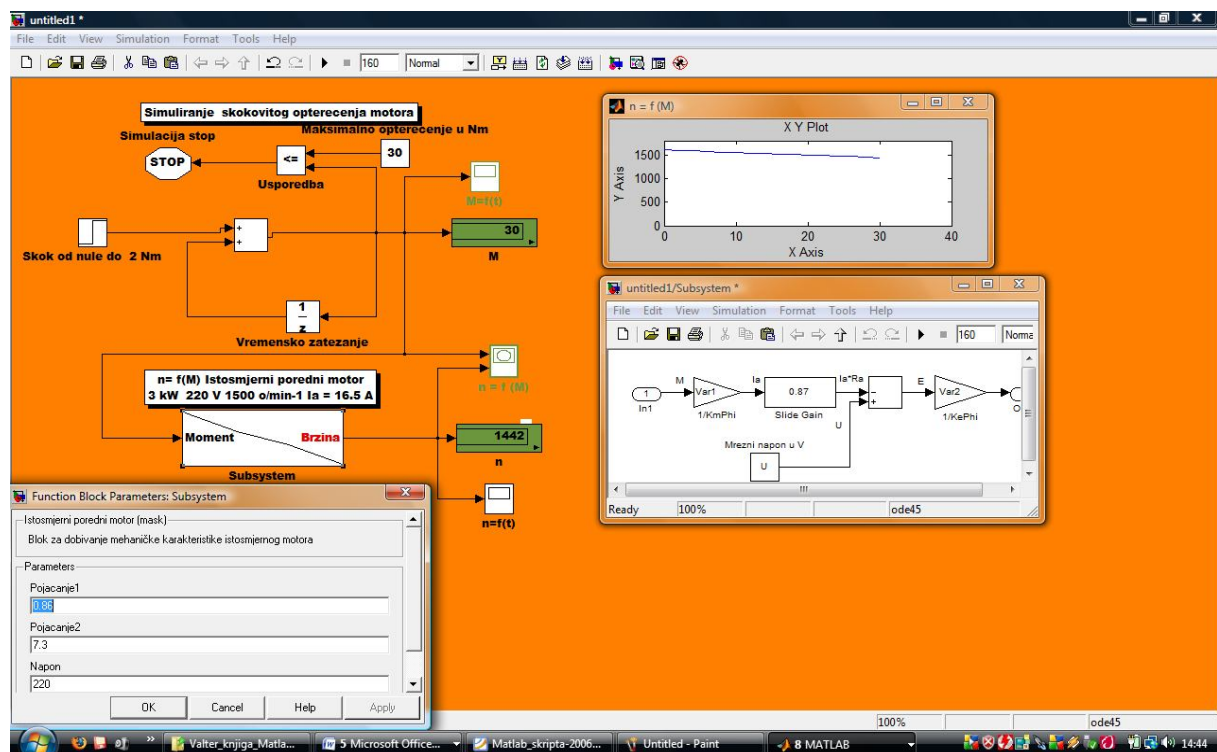 untitled1 *
File Edit View Simulation Format Tools Help
160 Normal
Simuliranje skokovitog opterecenja motora
Simulacija stop
Maksimalno opterecenje u Nm
STOP
<=
30
Usporedba
M=f(t)
+
+
30
Skok od nule do 2 Nm
M
1
z
Vremensko zatezanje
n= f(M) Istosmjerni poredni motor
3 kW 220 V 1500 o/min-1 Ia = 16.5 A
n = f (M)
Moment
Brzina
1442
n
Subsystem
n=f(t)
n = f (M)
X Y Plot
Y Axis
1500
1000
500
0
0 10 20 30 40
X Axis
untitled1/Subsystem *
File Edit View Simulation Format Tools Help
160 Norma
M Ia Ia*Ra E
1 Var1 0.87 - + Var2
In1 1/KmPhi Slide Gain U 1/KePhi O
Mrezni napon u V
U
Ready 100% ode45
Function Block Parameters: Subsystem
Istosmjerni poredni motor (mask)
Blok za dobivanje mehaničke karakteristike istosmjernog motora
Parameters
Pojacanje1
0.86
Pojacanje2
7.3
Napon
220
OK Cancel Help Apply
100% ode45
Valter_knjiga_Matla... 5 Microsoft Office... Matlab_skripta-2006... Untitled - Paint 8 MATLAB 14:44